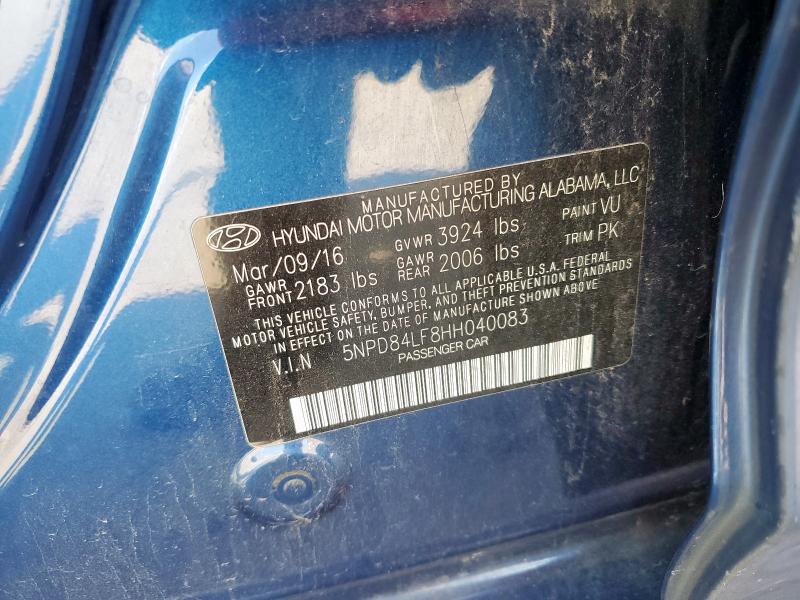 MANUFACTURED BY
HYUNDAI MOTOR MANUFACTURING ALABAMA, LLC
Mar/09/16 GVWR 3924 lbs PAINT VU
GAWR FRONT 2183 lbs GAWR REAR 2006 lbs TRIM PK
THIS VEHICLE CONFORMS TO ALL APPLICABLE U.S.A. FEDERAL
MOTOR VEHICLE SAFETY, BUMPER, AND THEFT PREVENTION STANDARDS
IN EFFECT ON THE DATE OF MANUFACTURE SHOWN ABOVE
V.I.N 5NPD84LF8HH040083
PASSENGER CAR